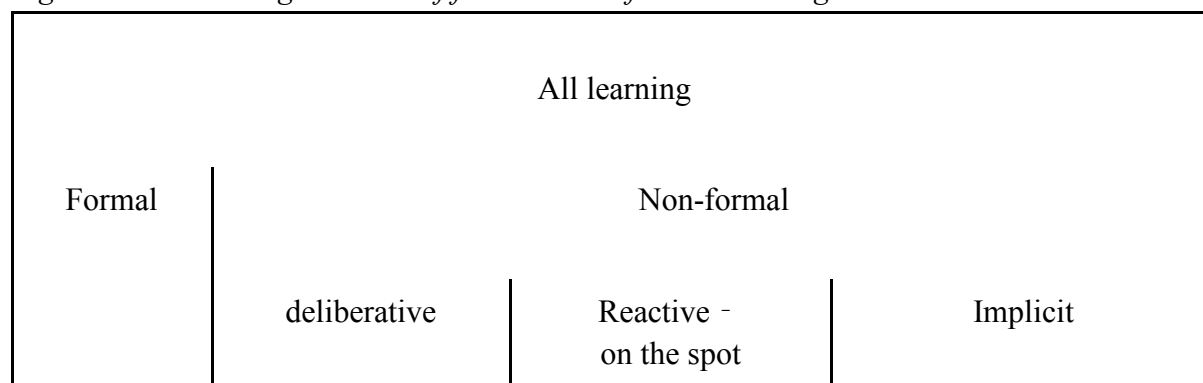 All learning
Formal
Non-formal
deliberative
Reactive -
on the spot
Implicit